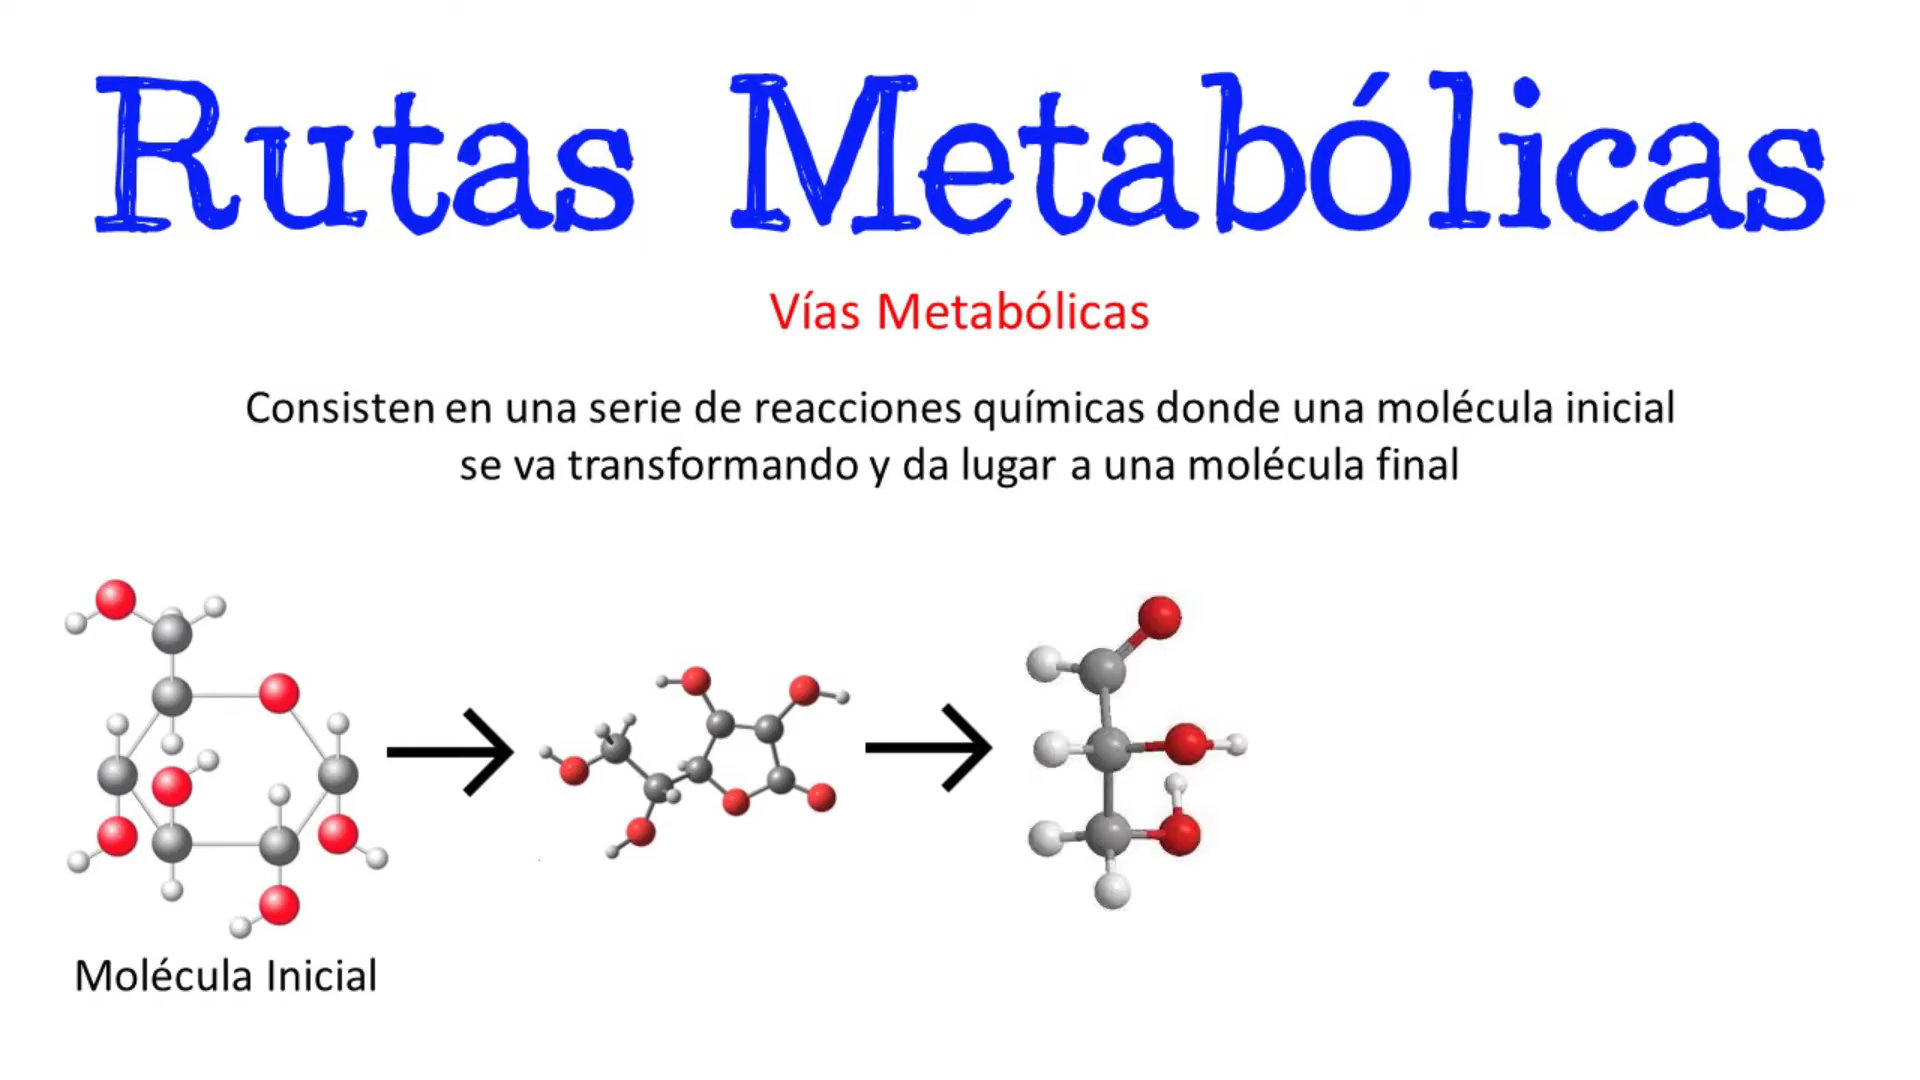 Rutas Metabólicas
Vías Metabólicas
Consisten en una serie de reacciones químicas donde una molécula inicial
se va transformando y da lugar a una molécula final
Molécula Inicial